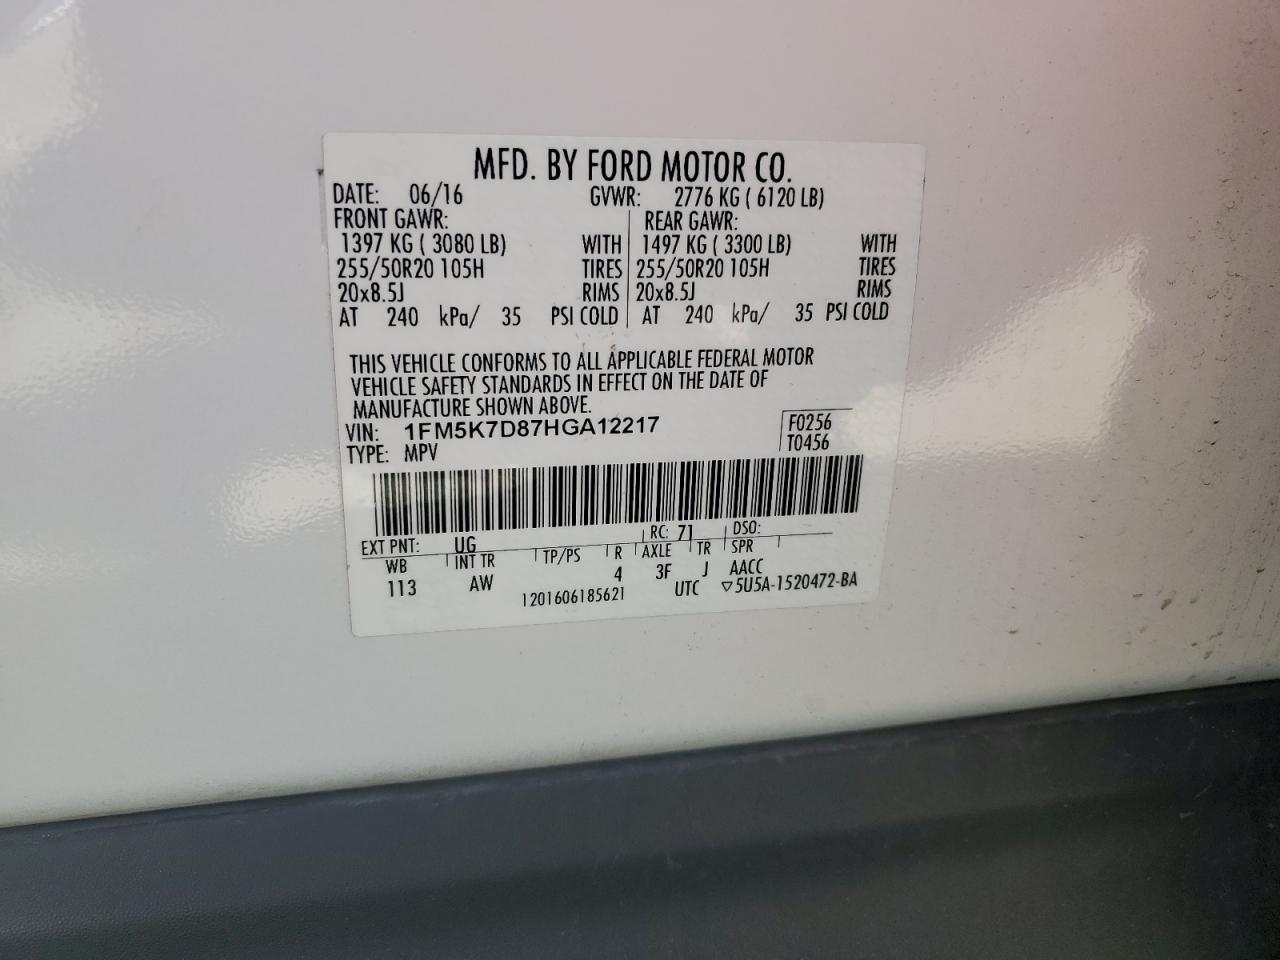 MFD. BY FORD MOTOR CO.
DATE: 06/16 GVWR: 2776 KG ( 6120 LB)
FRONT GAWR: REAR GAWR:
1397 KG ( 3080 LB) WITH 1497 KG ( 3300 LB) WITH
255/50R20 105H TIRES 255/50R20 105H TIRES
20x8.5J RIMS 20x8.5J RIMS
AT 240 kPa/ 35 PSI COLD AT 240 kPa/ 35 PSI COLD
THIS VEHICLE CONFORMS TO ALL APPLICABLE FEDERAL MOTOR
VEHICLE SAFETY STANDARDS IN EFFECT ON THE DATE OF
MANUFACTURE SHOWN ABOVE.
VIN: 1FM5K7D87HGA12217 F0256
TYPE: MPV T0456
EXT PNT: UG RC: 71 DSO:
WB INT TR TP/PS R AXLE TR SPR
113 AW 4 3F J AACC
1201606185621 UTC ▽5U5A-1520472-BA